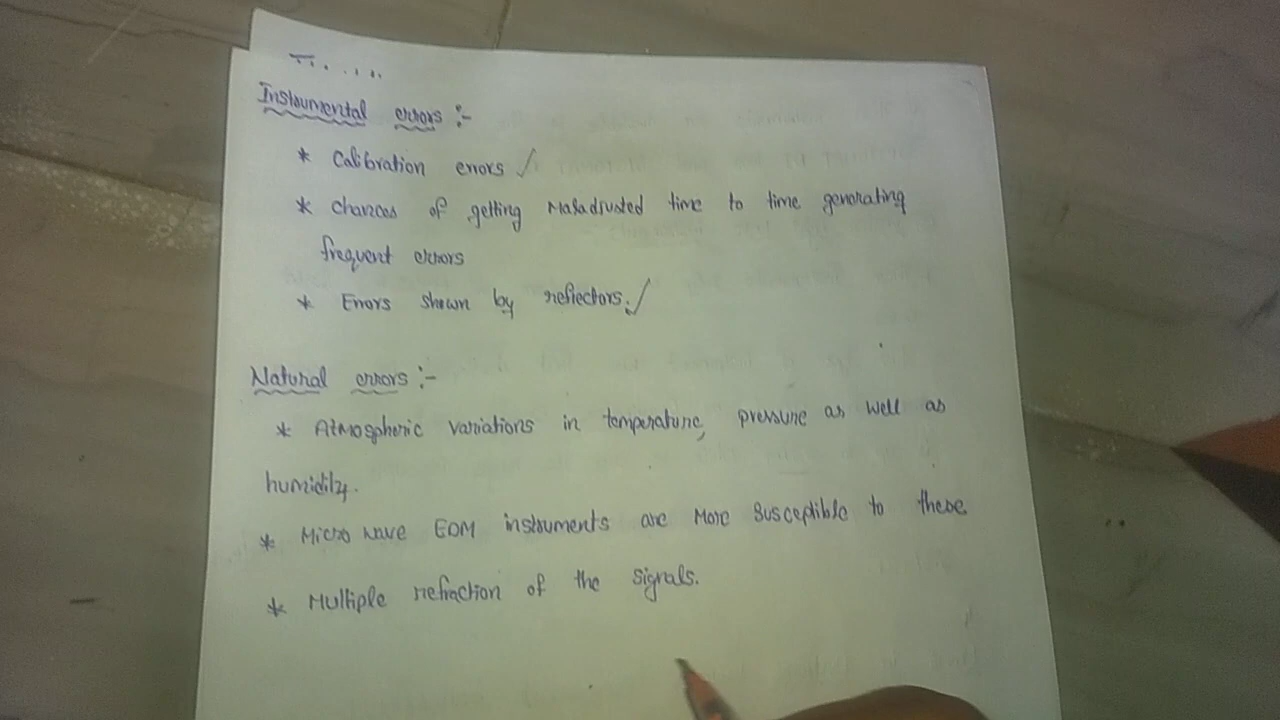 Instrumental errors :-
* Calibration errors ✓
* Chances of getting Maladrusted time to time generating
frequent errors
* Errors shown by reflectors. ✓
Natural errors :-
* Atmospheric variations in temperature, pressure as well as
humidity.
* Micro wave EDM instruments are More Susceptible to these.
* Multiple refraction of the signals.